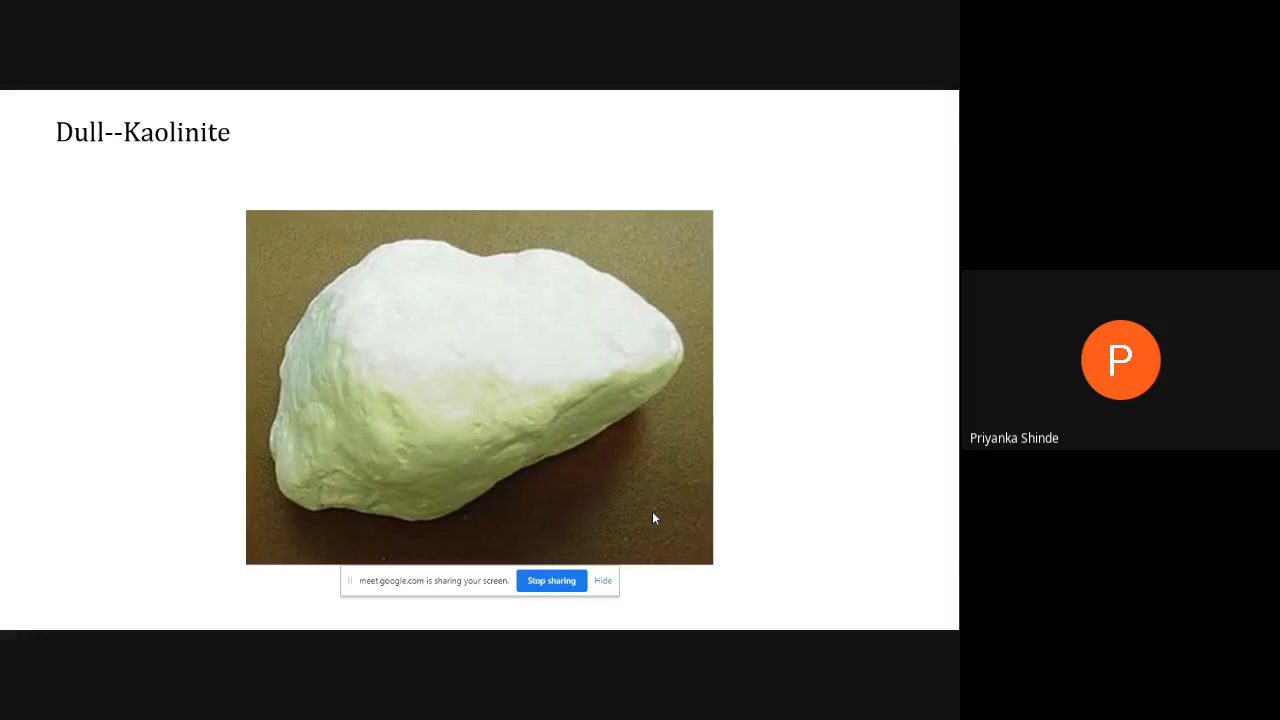 Dull--Kaolinite
P
Priyanka Shinde
meet.google.com is sharing your screen.
Stop sharing
Hide